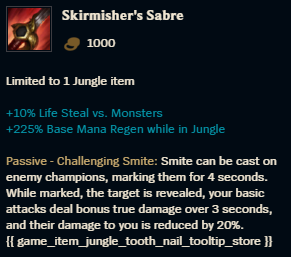 Skirmisher's Sabre
1000
Limited to 1 Jungle item
+10% Life Steal vs. Monsters
+225% Base Mana Regen while in Jungle
Passive - Challenging Smite: Smite can be cast on
enemy champions, marking them for 4 seconds.
While marked, the target is revealed, your basic
attacks deal bonus true damage over 3 seconds,
and their damage to you is reduced by 20%.
{{ game_item_jungle_tooth_nail_tooltip_store }}